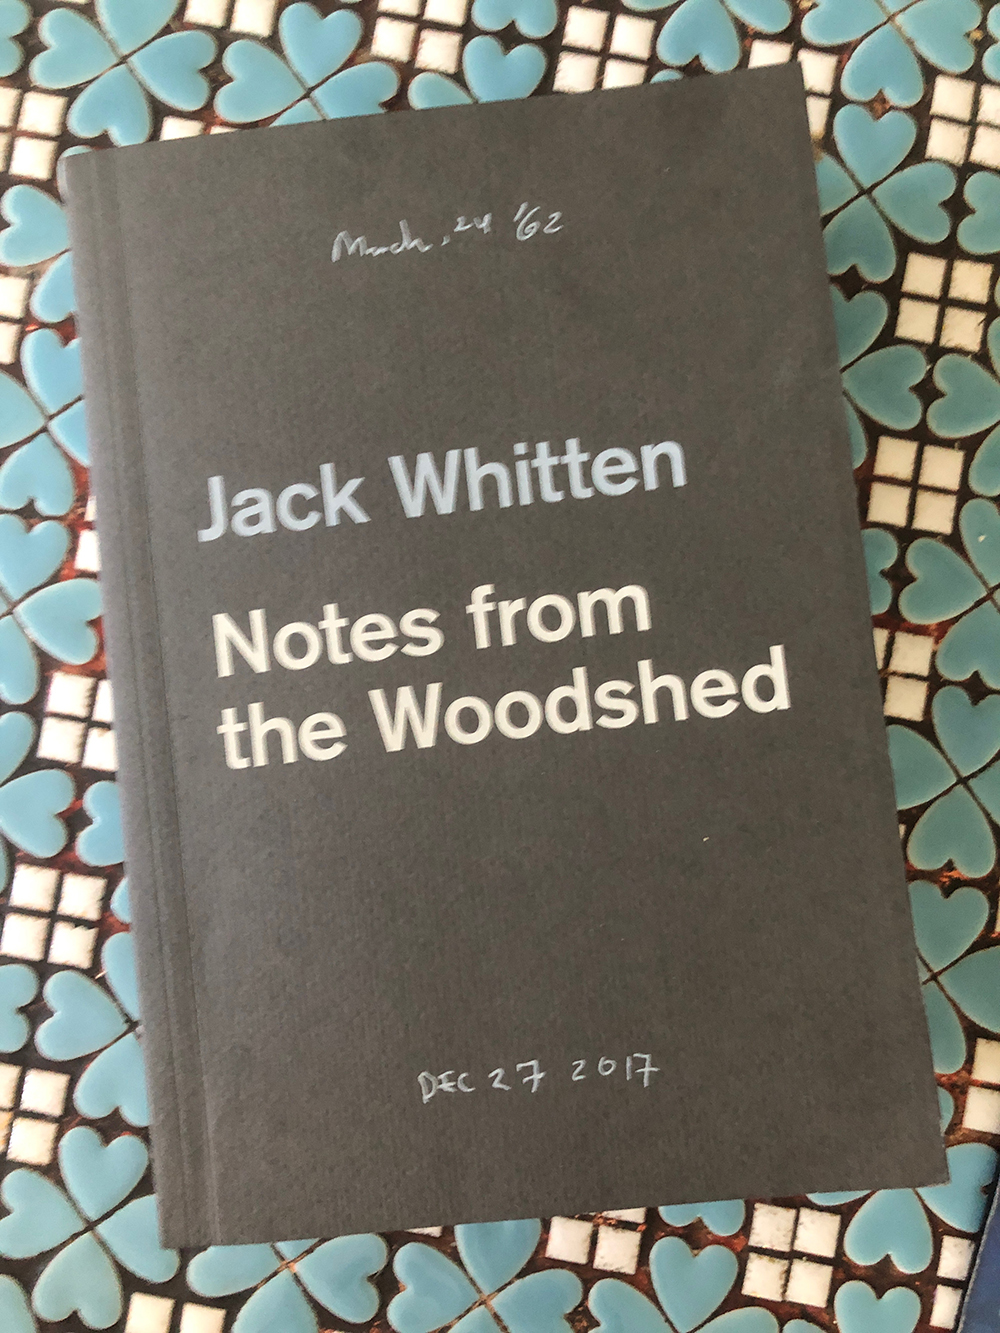 March, 24 '62
Jack Whitten
Notes from
the Woodshed
DEC 27 2017